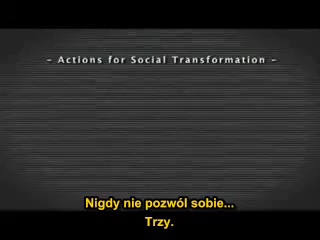 - Actions for Social Transformation -
Nigdy nie pozwól sobie...
Trzy.